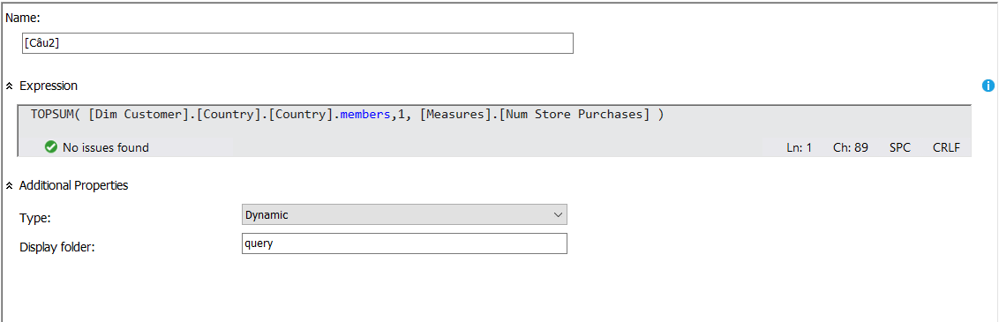 Name:
[Câu2]
Expression
TOPSUM( [Dim Customer].[Country].[Country].members,1, [Measures].[Num Store Purchases] )
No issues found Ln: 1 Ch: 89 SPC CRLF
Additional Properties
Type: Dynamic
Display folder: query